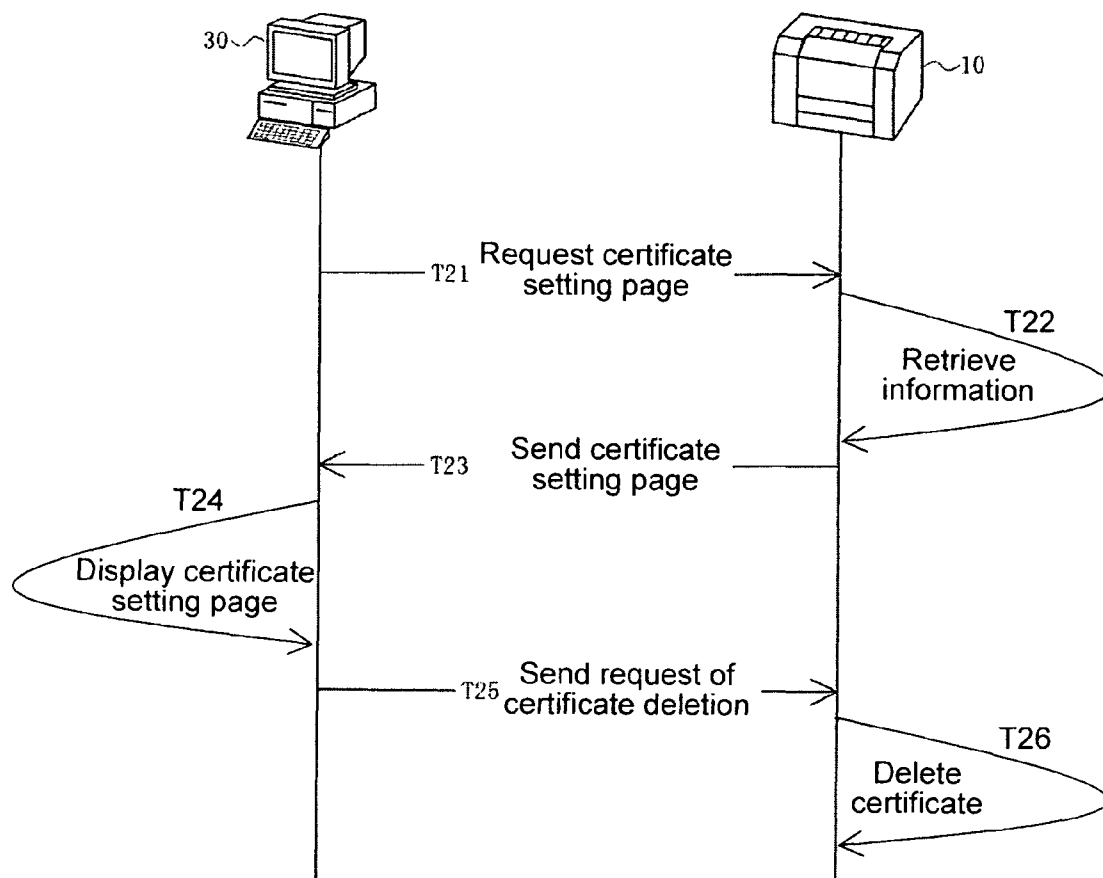 30
10
T21
Request certificate
setting page
T22
Retrieve
information
T23
Send certificate
setting page
T24
Display certificate
setting page
T25
Send request of
certificate deletion
T26
Delete
certificate